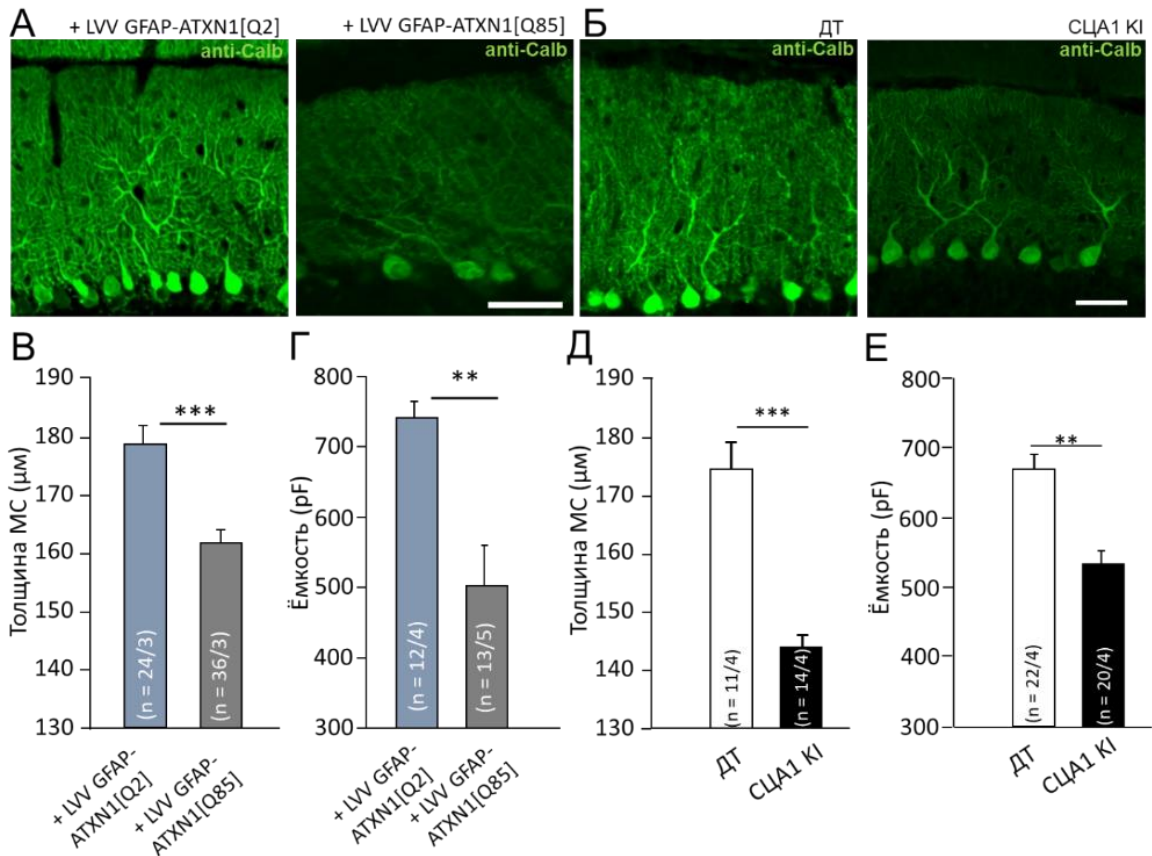 А
+ LVV GFAP-ATXN1[Q2]
anti-Calb
+ LVV GFAP-ATXN1[Q85]
anti-Calb
Б
ДТ
anti-Calb
СЦА1 KI
anti-Calb
В
Толщина МС (μм)
190
180
170
160
150
140
130
***
(n = 24/3)
(n = 36/3)
+ LVV GFAP-
ATXN1[Q2]
+ LVV GFAP-
ATXN1[Q85]
Г
Ёмкость (pF)
800
700
600
500
400
300
**
(n = 12/4)
(n = 13/5)
+ LVV GFAP-
ATXN1[Q2]
+ LVV GFAP-
ATXN1[Q85]
Д
Толщина МС (μм)
190
180
170
160
150
140
130
***
(n = 11/4)
(n = 14/4)
ДТ
СЦА1 KI
Е
Ёмкость (pF)
800
700
600
500
400
300
**
(n = 22/4)
(n = 20/4)
ДТ
СЦА1 KI